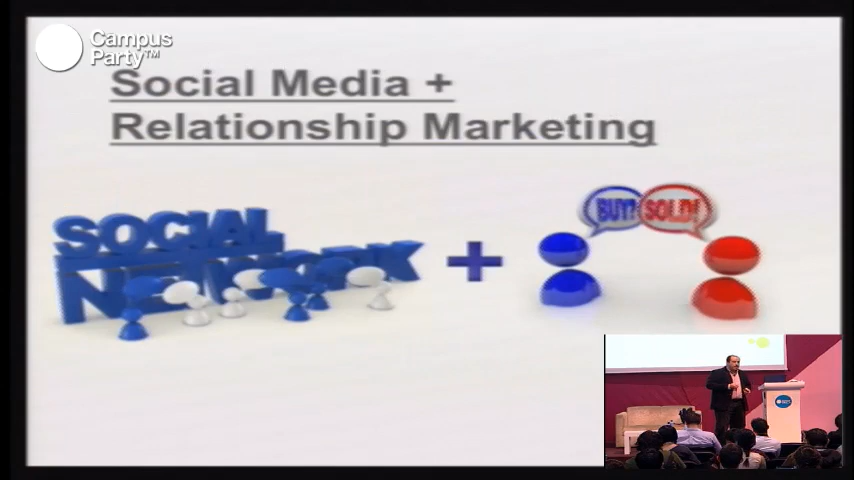 Campus
Party™
Social Media +
Relationship Marketing
SOCIAL
NETWORK
+
BUY?
SOLD!